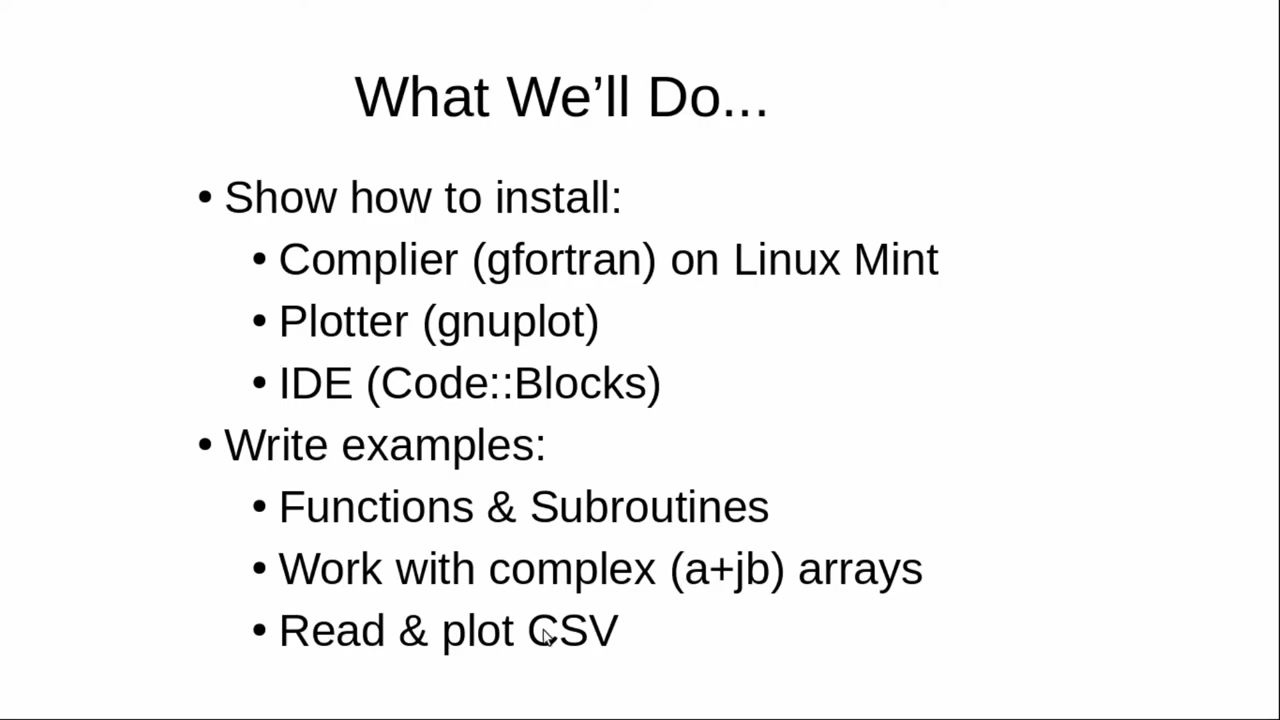 What We’ll Do...
• Show how to install:
• Complier (gfortran) on Linux Mint
• Plotter (gnuplot)
• IDE (Code::Blocks)
• Write examples:
• Functions & Subroutines
• Work with complex (a+jb) arrays
• Read & plot CSV